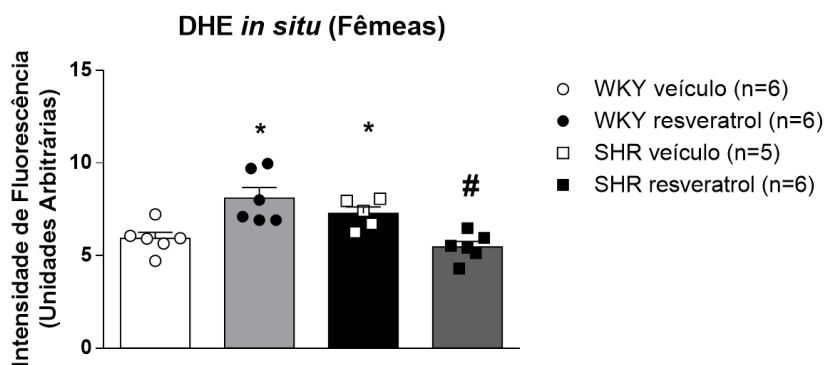 DHE in situ (Fêmeas)
Intensidade de Fluorescência
(Unidades Arbitrárias)
15
10
5
0
*
*
#
WKY veículo (n=6)
WKY resveratrol (n=6)
SHR veículo (n=5)
SHR resveratrol (n=6)